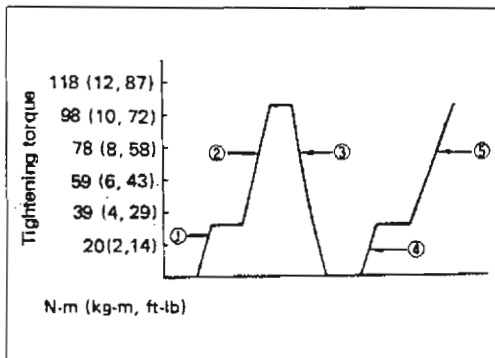 118 (12, 87)
98 (10, 72)
78 (8, 58)
59 (6, 43)
39 (4, 29)
20(2,14)
Tightening torque
① ② ③ ④ ⑤
N·m (kg-m, ft-lb)